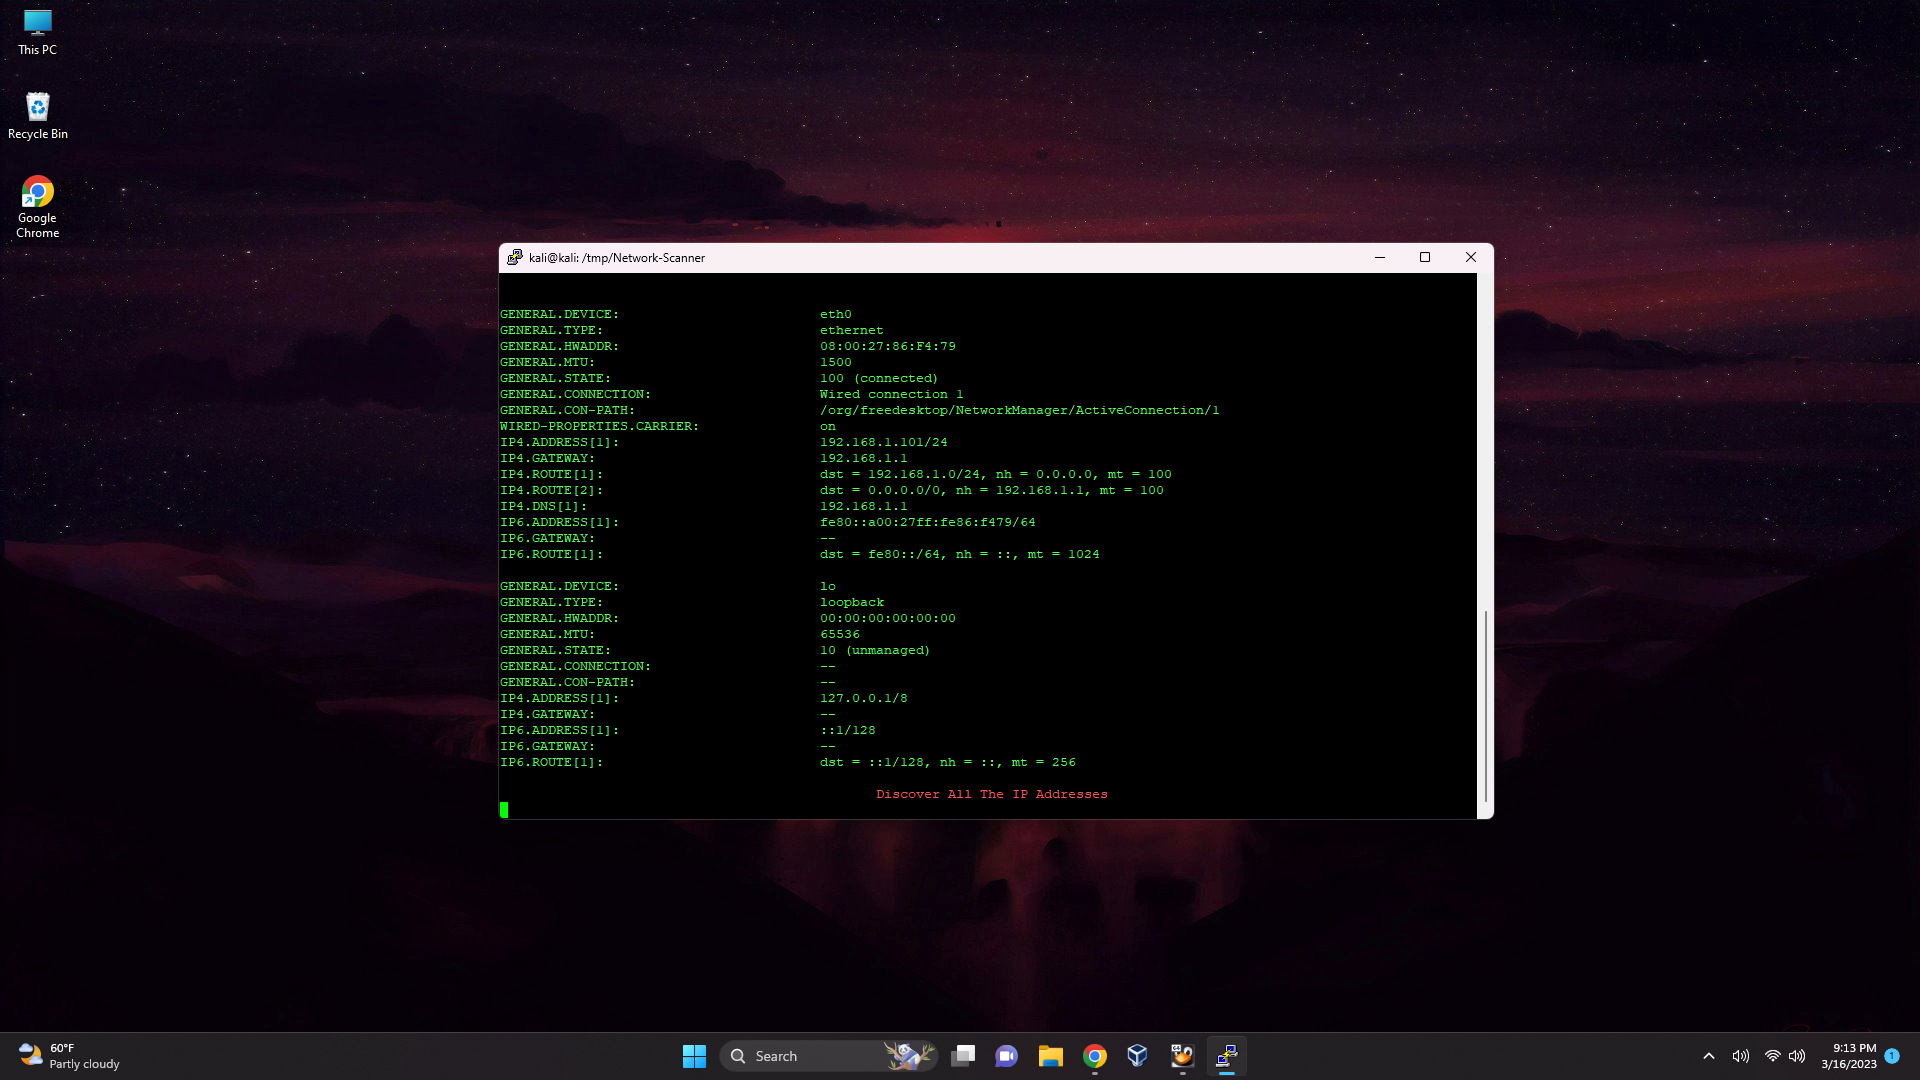 This PC
Recycle Bin
Google
Chrome
kali@kali: /tmp/Network-Scanner
GENERAL.DEVICE: eth0
GENERAL.TYPE: ethernet
GENERAL.HWADDR: 08:00:27:86:F4:79
GENERAL.MTU: 1500
GENERAL.STATE: 100 (connected)
GENERAL.CONNECTION: Wired connection 1
GENERAL.CON-PATH: /org/freedesktop/NetworkManager/ActiveConnection/1
WIRED-PROPERTIES.CARRIER: on
IP4.ADDRESS[1]: 192.168.1.101/24
IP4.GATEWAY: 192.168.1.1
IP4.ROUTE[1]: dst = 192.168.1.0/24, nh = 0.0.0.0, mt = 100
IP4.ROUTE[2]: dst = 0.0.0.0/0, nh = 192.168.1.1, mt = 100
IP4.DNS[1]: 192.168.1.1
IP6.ADDRESS[1]: fe80::a00:27ff:fe86:f479/64
IP6.GATEWAY: --
IP6.ROUTE[1]: dst = fe80::/64, nh = ::, mt = 1024
GENERAL.DEVICE: lo
GENERAL.TYPE: loopback
GENERAL.HWADDR: 00:00:00:00:00:00
GENERAL.MTU: 65536
GENERAL.STATE: 10 (unmanaged)
GENERAL.CONNECTION: --
GENERAL.CON-PATH: --
IP4.ADDRESS[1]: 127.0.0.1/8
IP4.GATEWAY: --
IP6.ADDRESS[1]: ::1/128
IP6.GATEWAY: --
IP6.ROUTE[1]: dst = ::1/128, nh = ::, mt = 256
Discover All The IP Addresses
60°F
Partly cloudy
Search
64
9:13 PM
3/16/2023
1